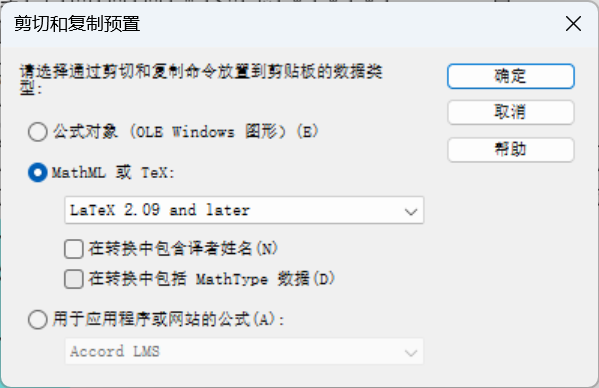 剪切和复制预置
请选择通过剪切和复制命令放置到剪贴板的数据类
型:
确定
取消
帮助
公式对象 (OLE Windows 图形) (E)
MathML 或 TeX:
LaTeX 2.09 and later
在转换中包含译者姓名(N)
在转换中包括 MathType 数据(D)
用于应用程序或网站的公式(A):
Accord LMS